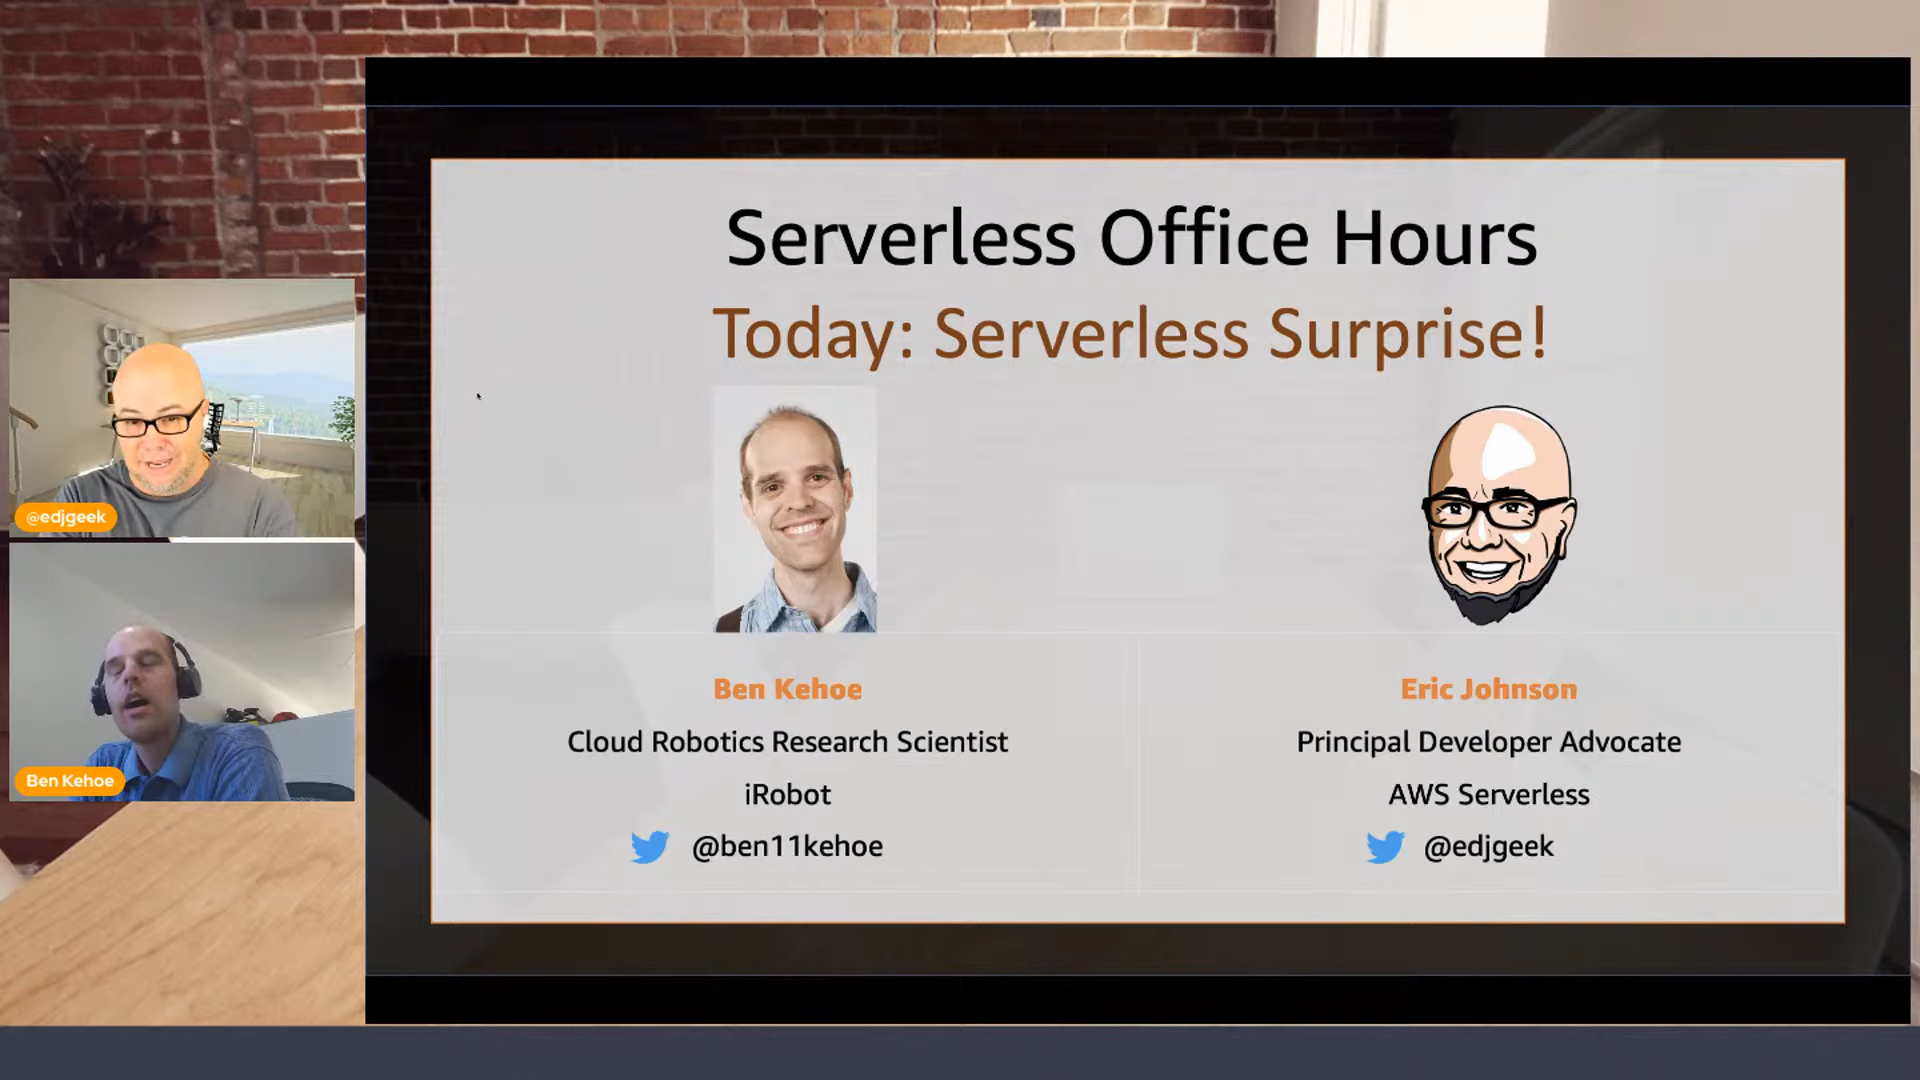 Serverless Office Hours
Today: Serverless Surprise!
@edjgeek
Ben Kehoe
Ben Kehoe
Cloud Robotics Research Scientist
iRobot
@ben11kehoe
Eric Johnson
Principal Developer Advocate
AWS Serverless
@edjgeek